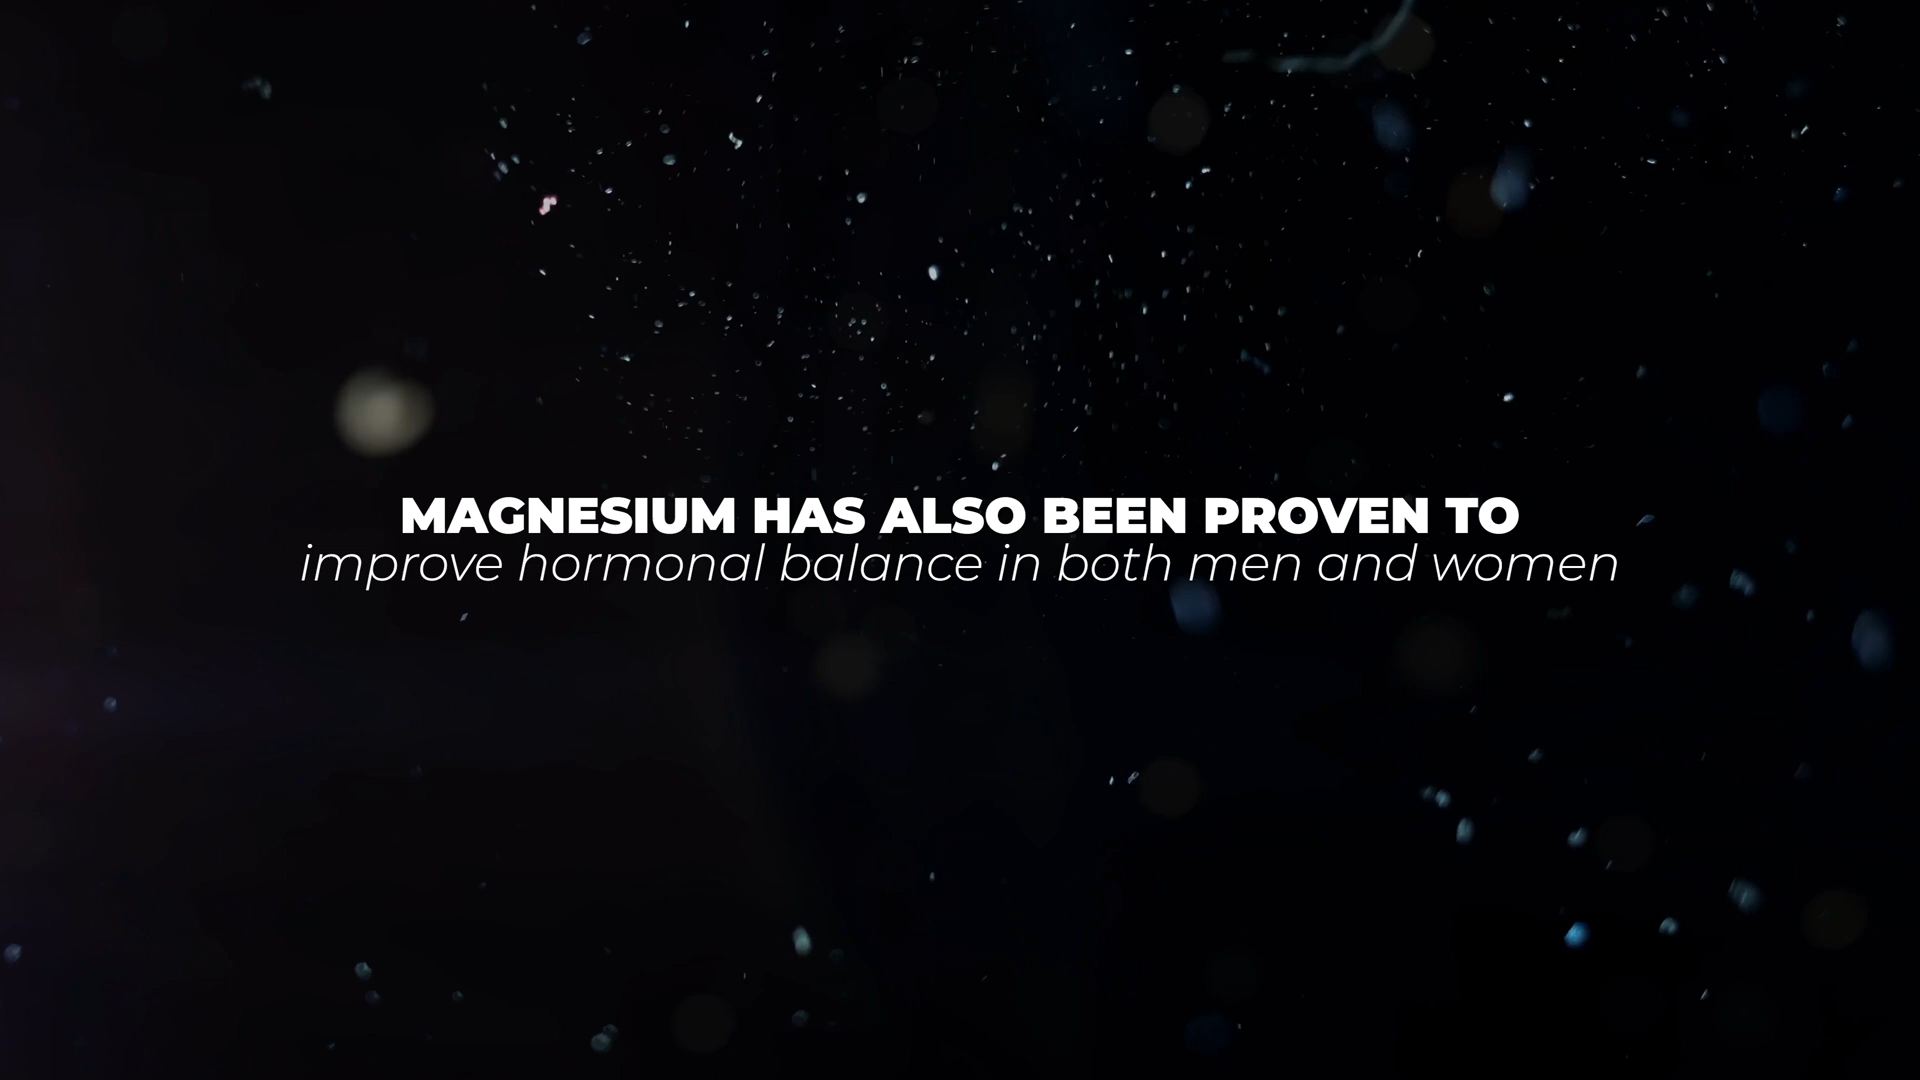 MAGNESIUM HAS ALSO BEEN PROVEN TO
improve hormonal balance in both men and women